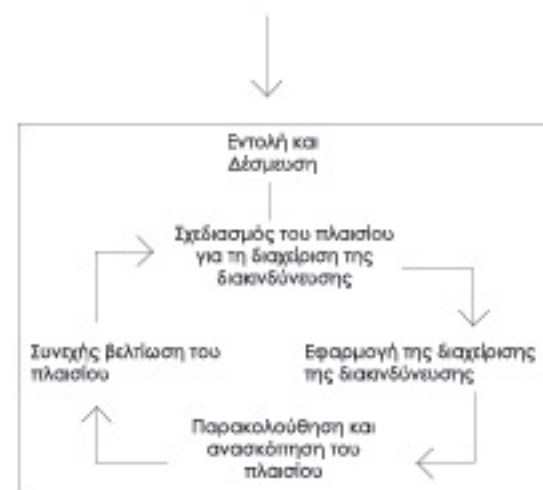 Εντολή και
Δέσμευση
Σχεδιασμός του πλαισίου
για τη διαχείριση της
διακινδύνευσης
Συνεχής βελτίωση του
πλαισίου
Εφαρμογή της διαχείρισης
της διακινδύνευσης
Παρακολούθηση και
ανασκόπηση του
πλαισίου